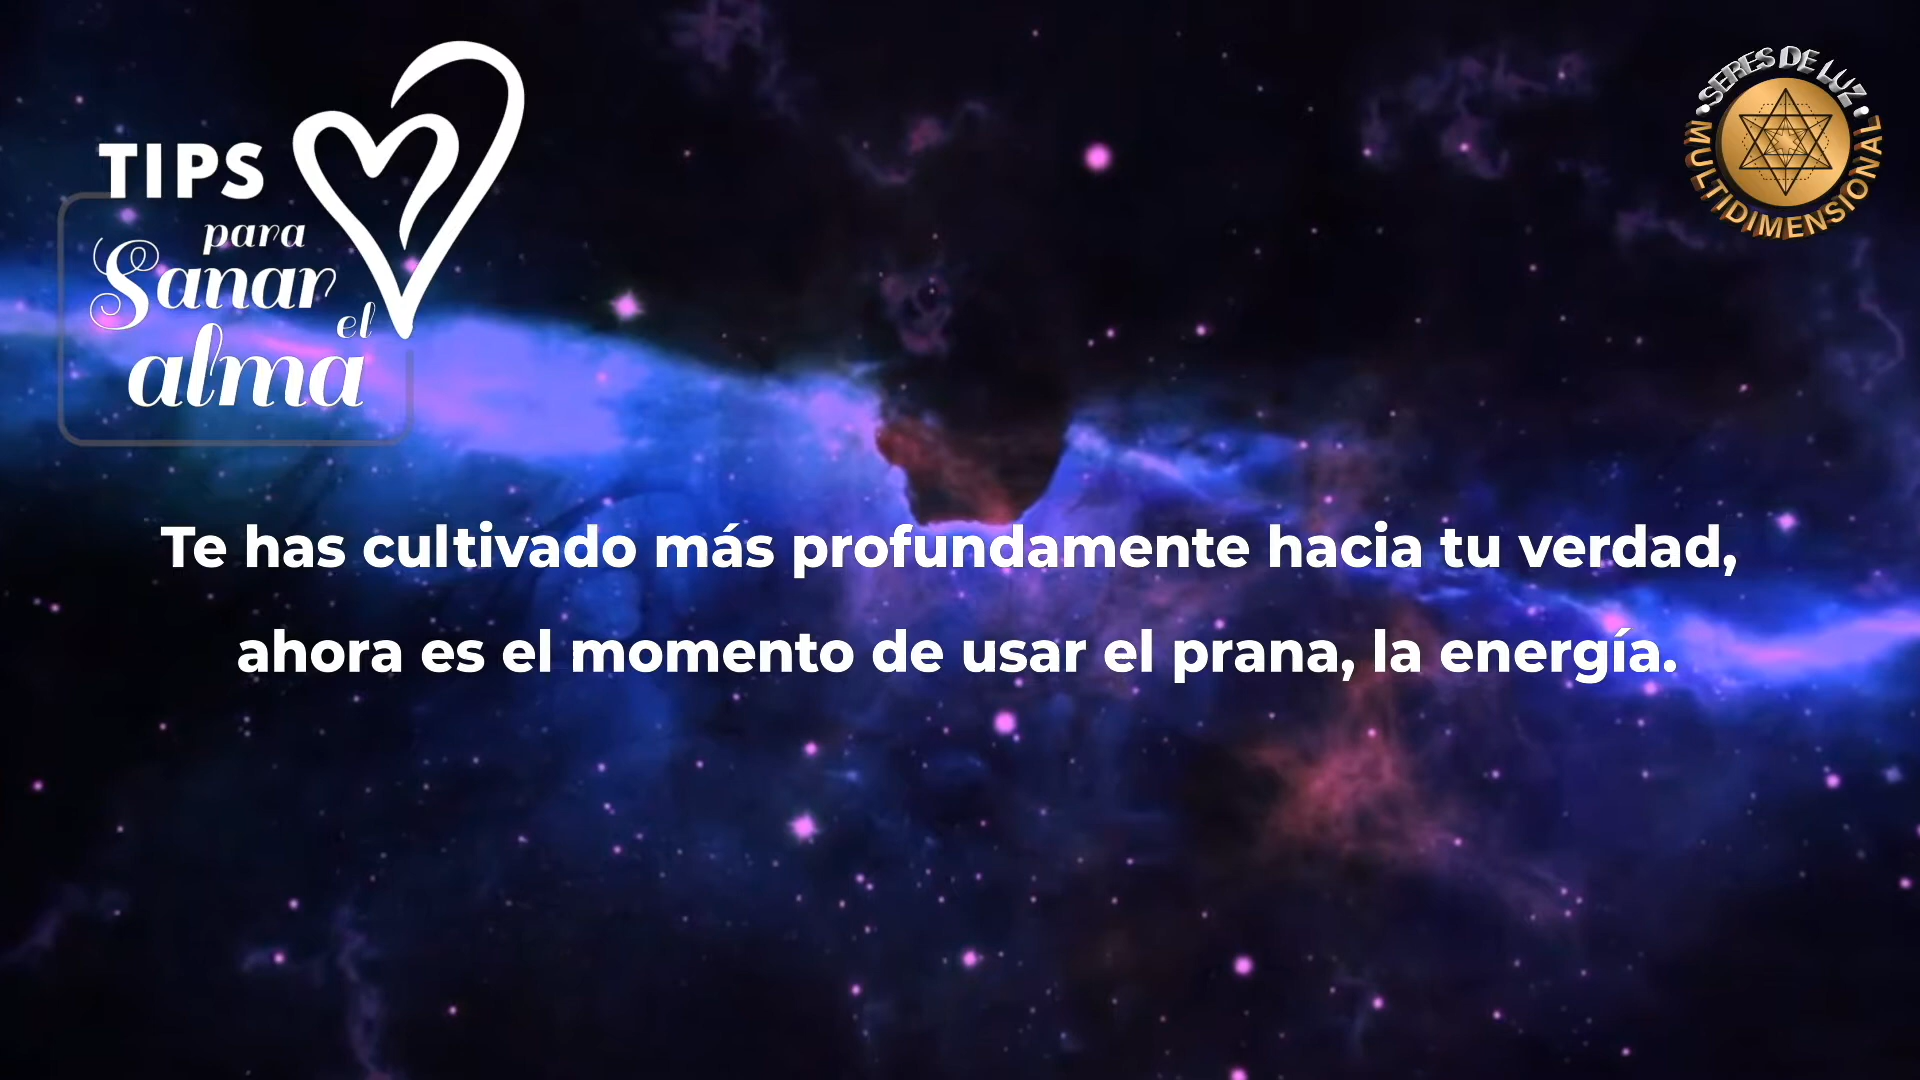 TIPS
para
Sanar
el
alma
SERES DE LUZ
MULTIDIMENSIONAL
Te has cultivado más profundamente hacia tu verdad,
ahora es el momento de usar el prana, la energía.